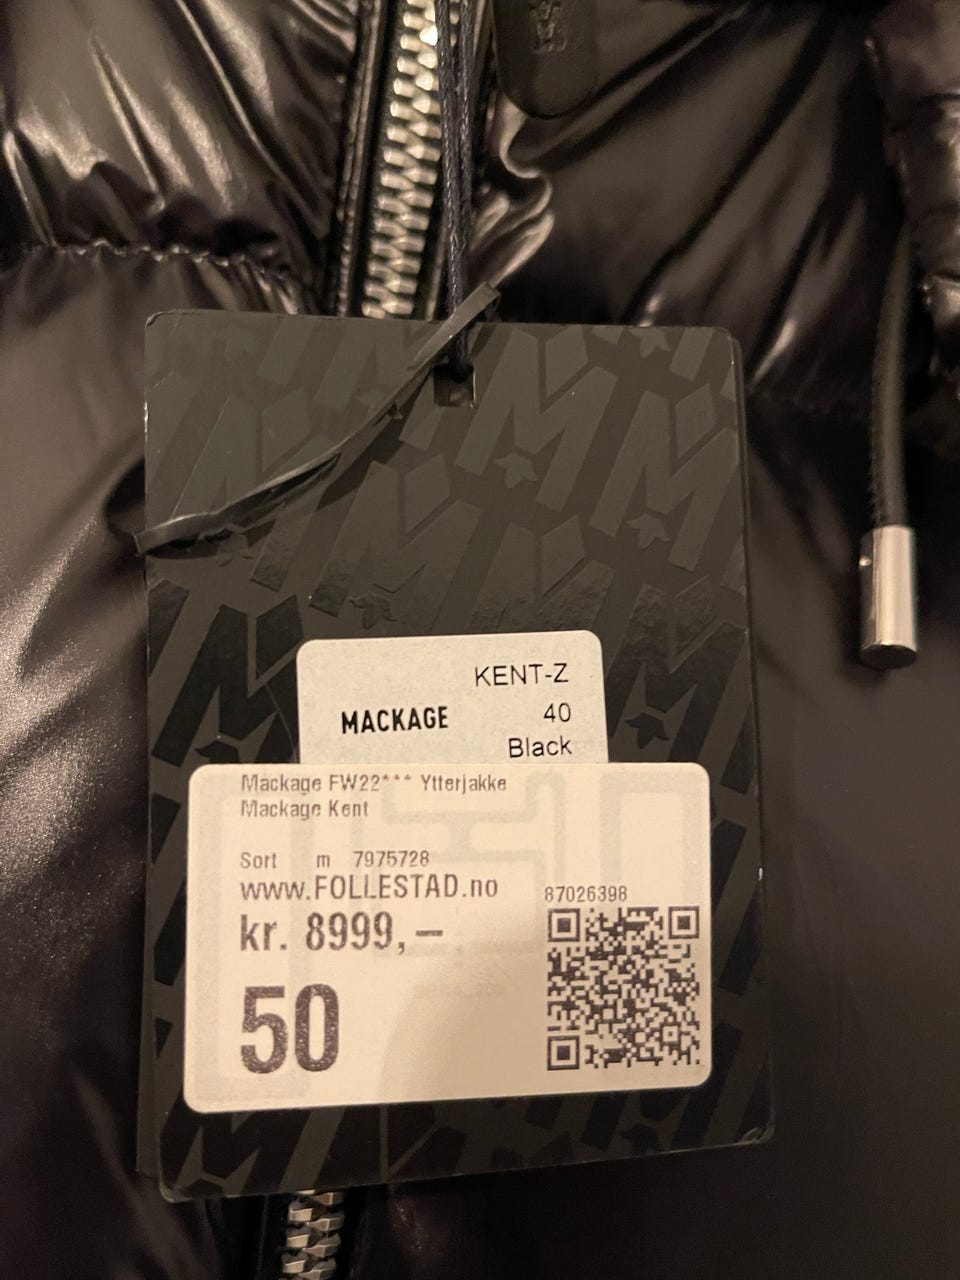 KENT-Z
MACKAGE 40
Black
Mackage FW22*** Ytterjakke
Mackage Kent
Sort m 7975728
www.FOLLESTAD.no
87026398
kr. 8999,–
50